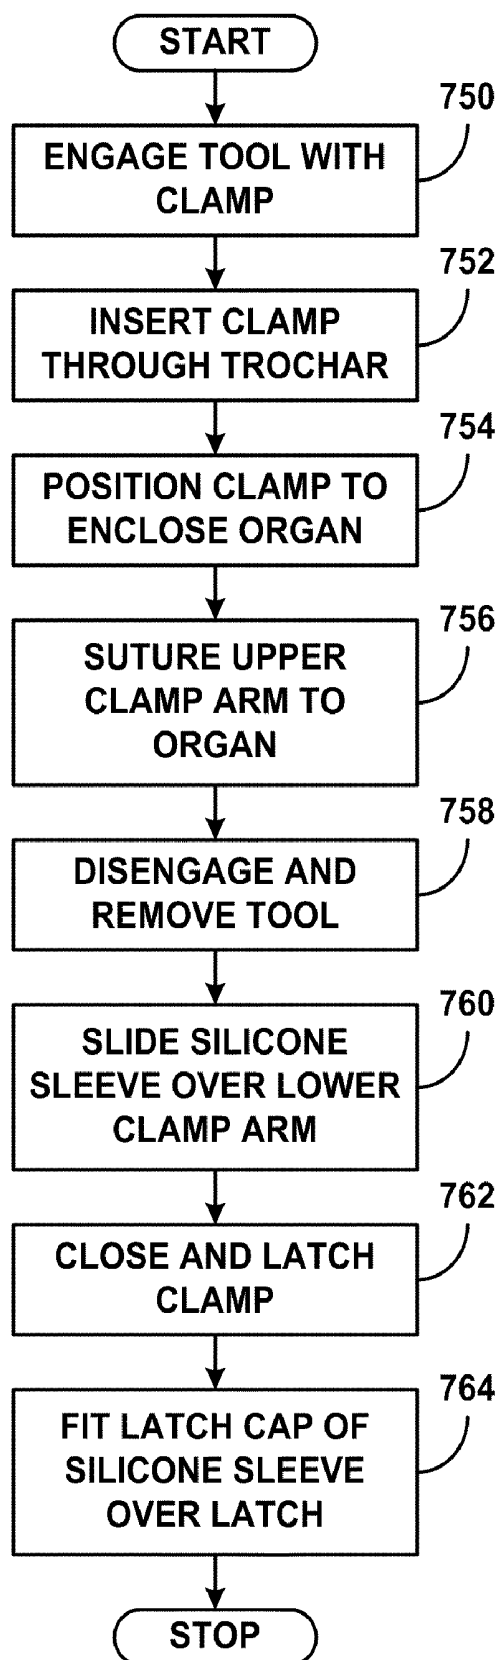 START
750
ENGAGE TOOL WITH
CLAMP
752
INSERT CLAMP
THROUGH TROCHAR
754
POSITION CLAMP TO
ENCLOSE ORGAN
756
SUTURE UPPER
CLAMP ARM TO
ORGAN
758
DISENGAGE AND
REMOVE TOOL
760
SLIDE SILICONE
SLEEVE OVER LOWER
CLAMP ARM
762
CLOSE AND LATCH
CLAMP
764
FIT LATCH CAP OF
SILICONE SLEEVE
OVER LATCH
STOP